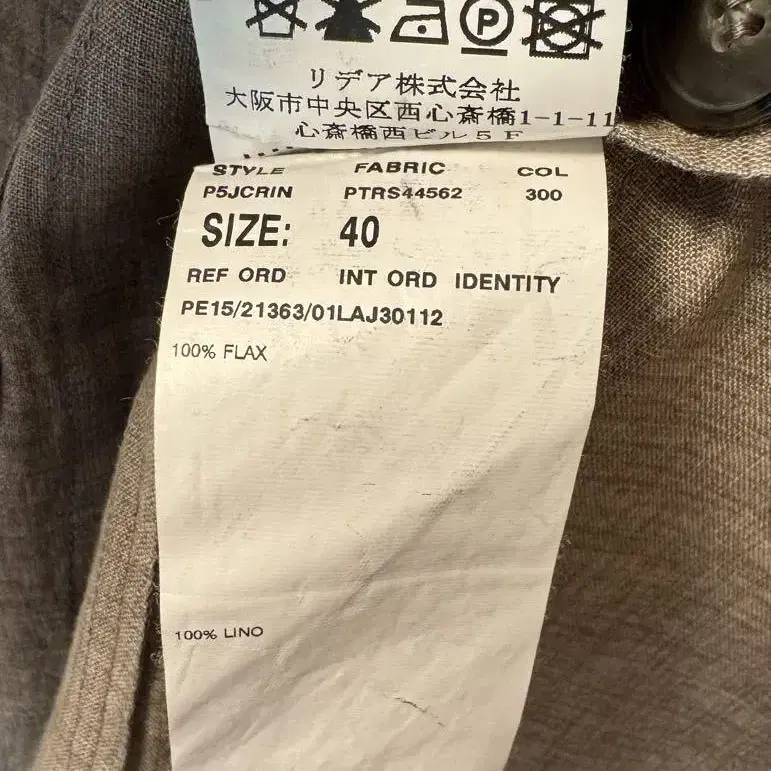 P
リデア株式会社
大阪市中央区西心斎橋1-1-11
心斎橋西ビル5F
STYLE FABRIC COL
P5JCRIN PTRS44562 300
SIZE: 40
REF ORD INT ORD IDENTITY
PE15/21363/01LAJ30112
100% FLAX
100% LINO